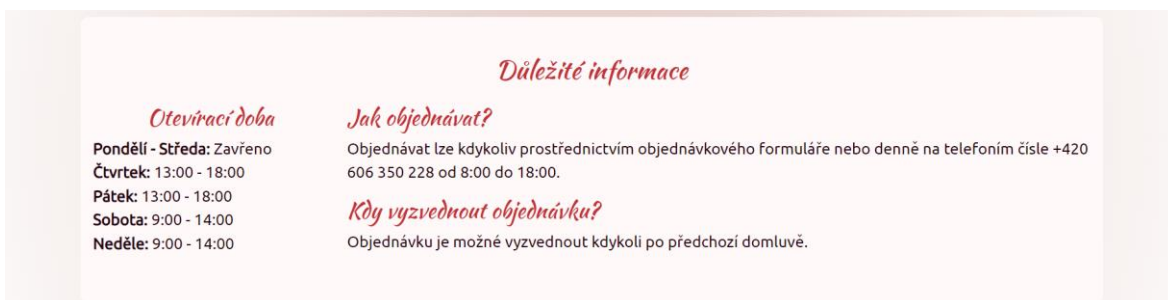 Důležité informace
Otevírací doba
Pondělí - Středa: Zavřeno
Čtvrtek: 13:00 - 18:00
Pátek: 13:00 - 18:00
Sobota: 9:00 - 14:00
Neděle: 9:00 - 14:00
Jak objednávat?
Objednávat lze kdykoliv prostřednictvím objednávkového formuláře nebo denně na telefoním čísle +420
606 350 228 od 8:00 do 18:00.
Kdy vyzvednout objednávku?
Objednávku je možné vyzvednout kdykoli po předchozí domluvě.